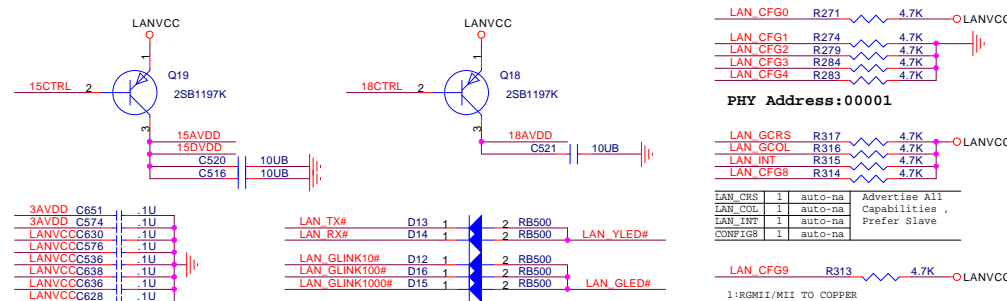 LANVCC
1
Q19
15CTRL 2
2SB1197K
3
15AVDD
15DVDD
C520 10UB
C516 10UB
LANVCC
1
Q18
18CTRL 2
2SB1197K
3
18AVDD
C521 10UB
LAN_CFG0 R271 4.7K LANVCC
LAN_CFG1 R274 4.7K
LAN_CFG2 R279 4.7K
LAN_CFG3 R284 4.7K
LAN_CFG4 R283 4.7K
PHY Address:00001
LAN_GCRS R317 4.7K LANVCC
LAN_GCOL R316 4.7K
LAN_INT R315 4.7K
LAN_CFG8 R314 4.7K
LAN_CRS 1 auto-na Advertise All
LAN_COL 1 auto-na Capabilities ,
LAN_INT 1 auto-na Prefer Slave
CONFIG8 1 auto-na
3AVDD C651 .1U
3AVDD C574 .1U
LANVCC C630 .1U
LANVCC C576 .1U
LANVCC C536 .1U
LANVCC C638 .1U
LANVCC C636 .1U
LANVCC C628 .1U
LAN_TX# D13 1 2 RB500
LAN_RX# D14 1 2 RB500 LAN_YLED#
LAN_GLINK10# D12 1 2 RB500
LAN_GLINK100# D16 1 2 RB500
LAN_GLINK1000# D15 1 2 RB500 LAN_GLED#
LAN_CFG9 R313 4.7K LANVCC
1:RGMII/MII TO COPPER